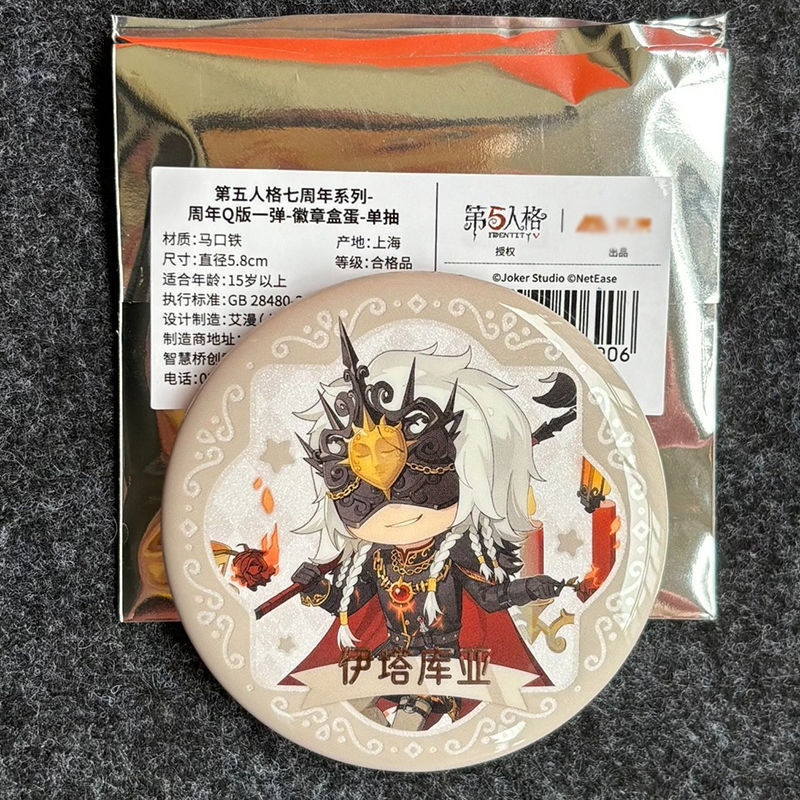 第五人格七周年系列-
周年Q版一弹-徽章盒蛋-单抽
材质:马口铁 产地:上海
尺寸:直径5.8cm 等级:合格品
适合年龄:15岁以上
执行标准:GB 28480-
设计制造:艾漫(
制造商地址:
智慧桥创
电话:0
第5人格
IDENTITY V
授权
出品
©Joker Studio ©NetEase
206
伊塔库亚